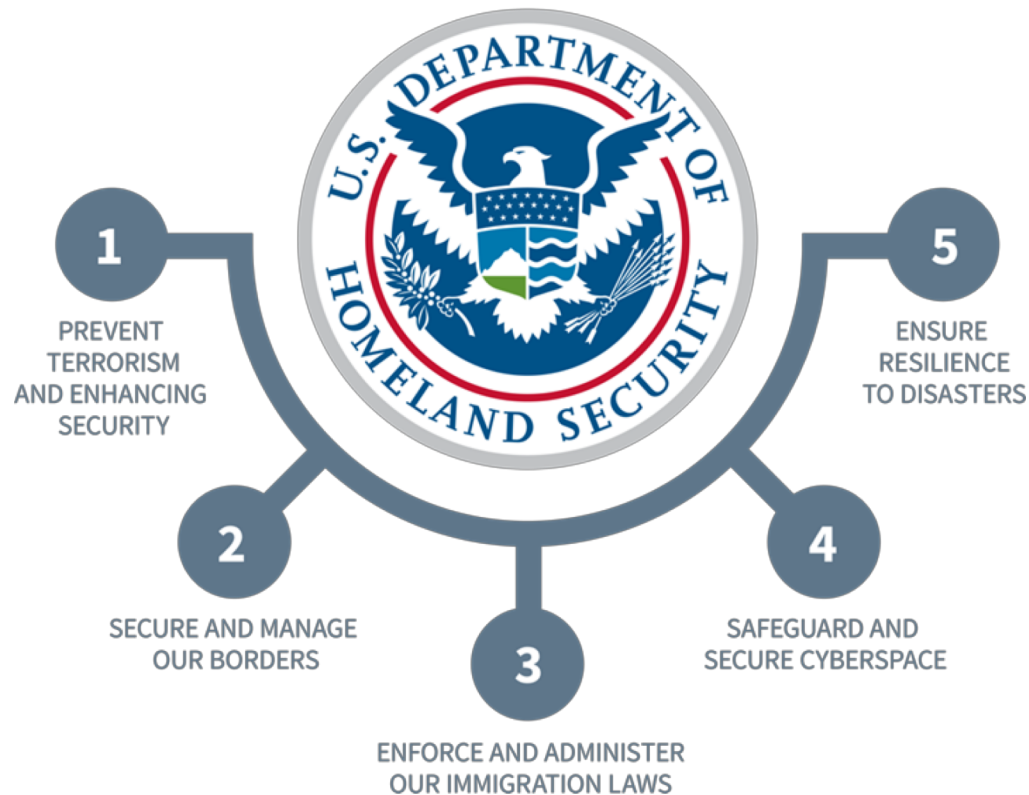 U.S. DEPARTMENT OF
HOMELAND SECURITY
1
PREVENT
TERRORISM
AND ENHANCING
SECURITY
2
SECURE AND MANAGE
OUR BORDERS
3
ENFORCE AND ADMINISTER
OUR IMMIGRATION LAWS
4
SAFEGUARD AND
SECURE CYBERSPACE
5
ENSURE
RESILIENCE
TO DISASTERS